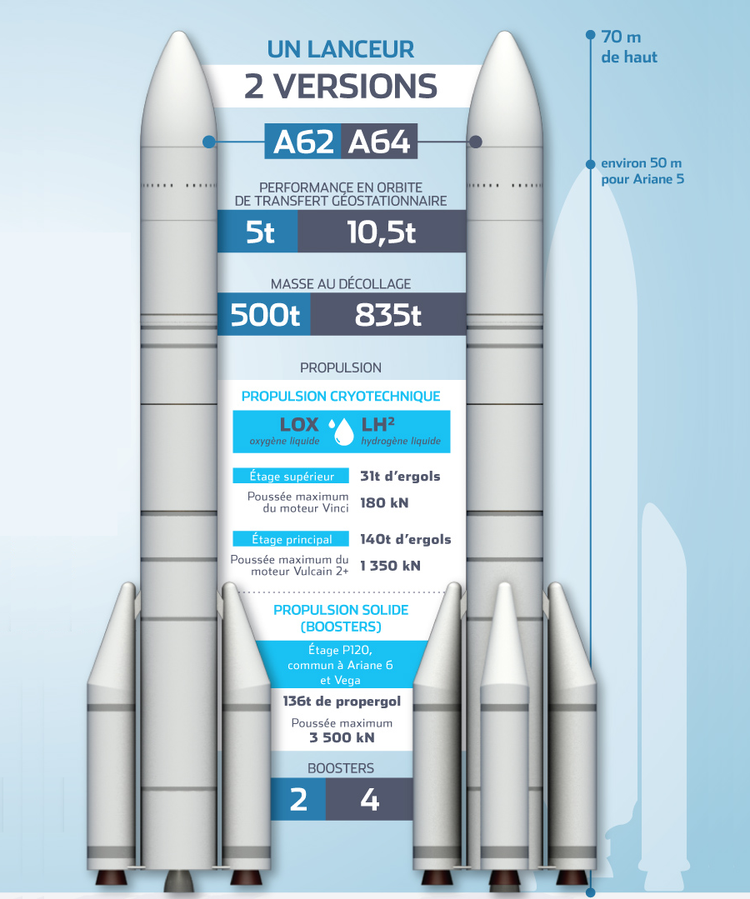 UN LANCEUR
2 VERSIONS
A62 A64
PERFORMANCE EN ORBITE
DE TRANSFERT GÉOSTATIONNAIRE
5t 10,5t
MASSE AU DÉCOLLAGE
500t 835t
PROPULSION
PROPULSION CRYOTECHNIQUE
LOX LH²
oxygène liquide hydrogène liquide
Étage supérieur 31t d'ergols
Poussée maximum
du moteur Vinci 180 kN
Étage principal 140t d'ergols
Poussée maximum du
moteur Vulcain 2+ 1 350 kN
PROPULSION SOLIDE
(BOOSTERS)
Étage P120,
commun à Ariane 6
et Vega
136t de propergol
Poussée maximum
3 500 kN
BOOSTERS
2 4
70 m
de haut
environ 50 m
pour Ariane 5